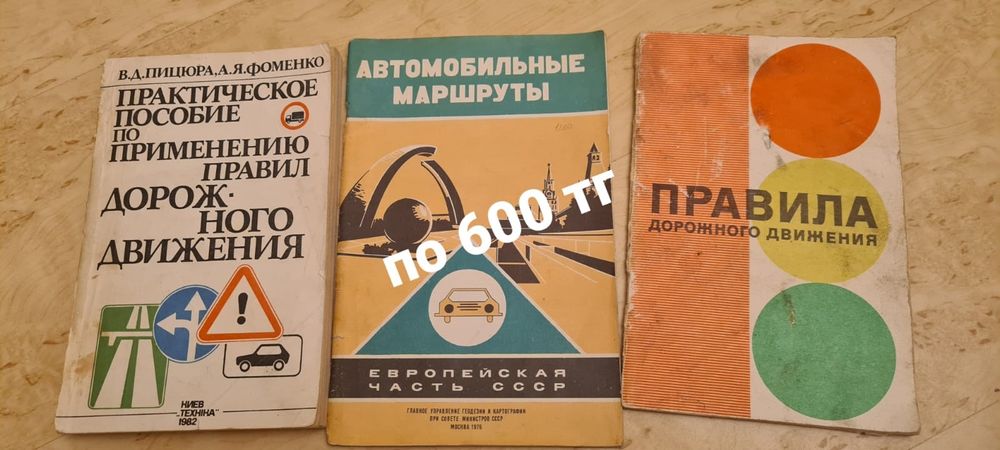 В.Д.ПИЦЮРА, А.Я.ФОМЕНКО
ПРАКТИЧЕСКОЕ
ПОСОБИЕ
ПО
ПРИМЕНЕНИЮ
ПРАВИЛ
ДОРОЖ-
НОГО
ДВИЖЕНИЯ
КИЕВ
„ТЕХНІКА"
1982
АВТОМОБИЛЬНЫЕ
МАРШРУТЫ
по 600 тг
ЕВРОПЕЙСКАЯ
ЧАСТЬ СССР
ГЛАВНОЕ УПРАВЛЕНИЕ ГЕОДЕЗИИ И КАРТОГРАФИИ
ПРИ СОВЕТЕ МИНИСТРОВ СССР
МОСКВА 1976
ПРАВИЛА
ДОРОЖНОГО ДВИЖЕНИЯ